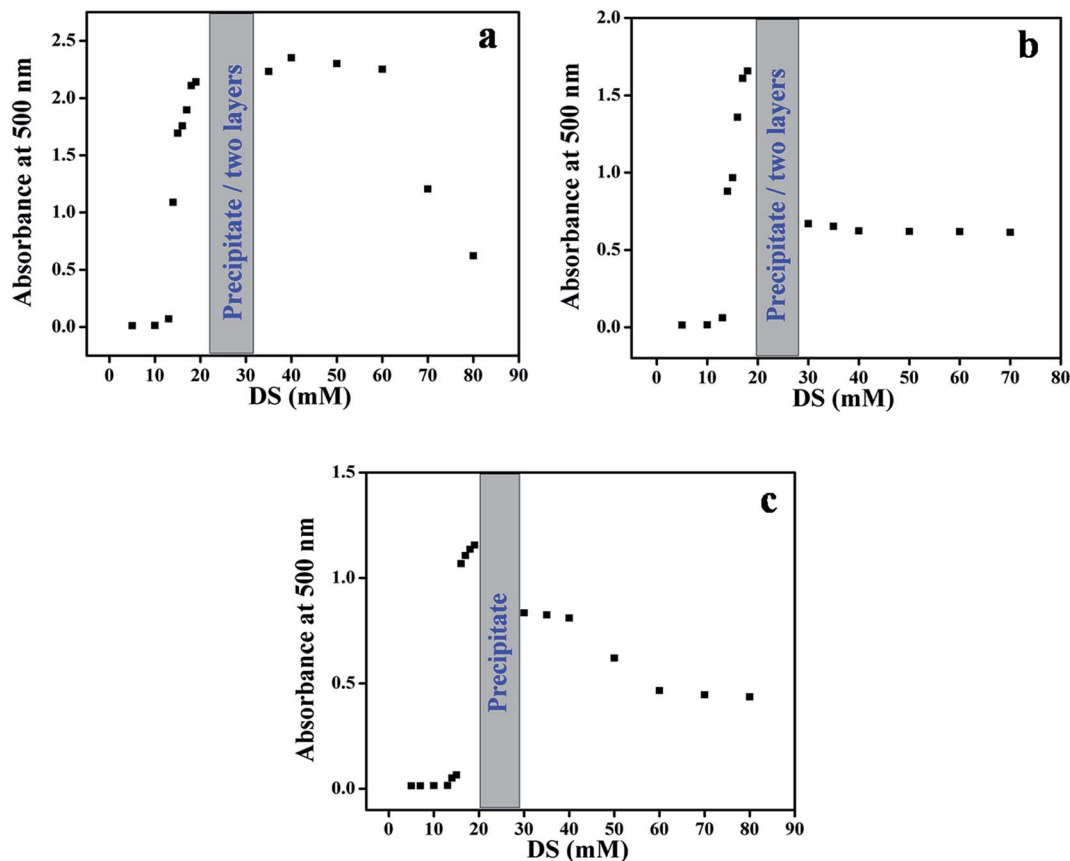 a
2.5
2.0
1.5
1.0
0.5
0.0
Absorbance at 500 nm
Precipitate / two layers
0 10 20 30 40 50 60 70 80 90
DS (mM)
b
2.0
1.5
1.0
0.5
0.0
Absorbance at 500 nm
Precipitate / two layers
0 10 20 30 40 50 60 70 80
DS (mM)
c
1.5
1.0
0.5
0.0
Absorbance at 500 nm
Precipitate
0 10 20 30 40 50 60 70 80 90
DS (mM)